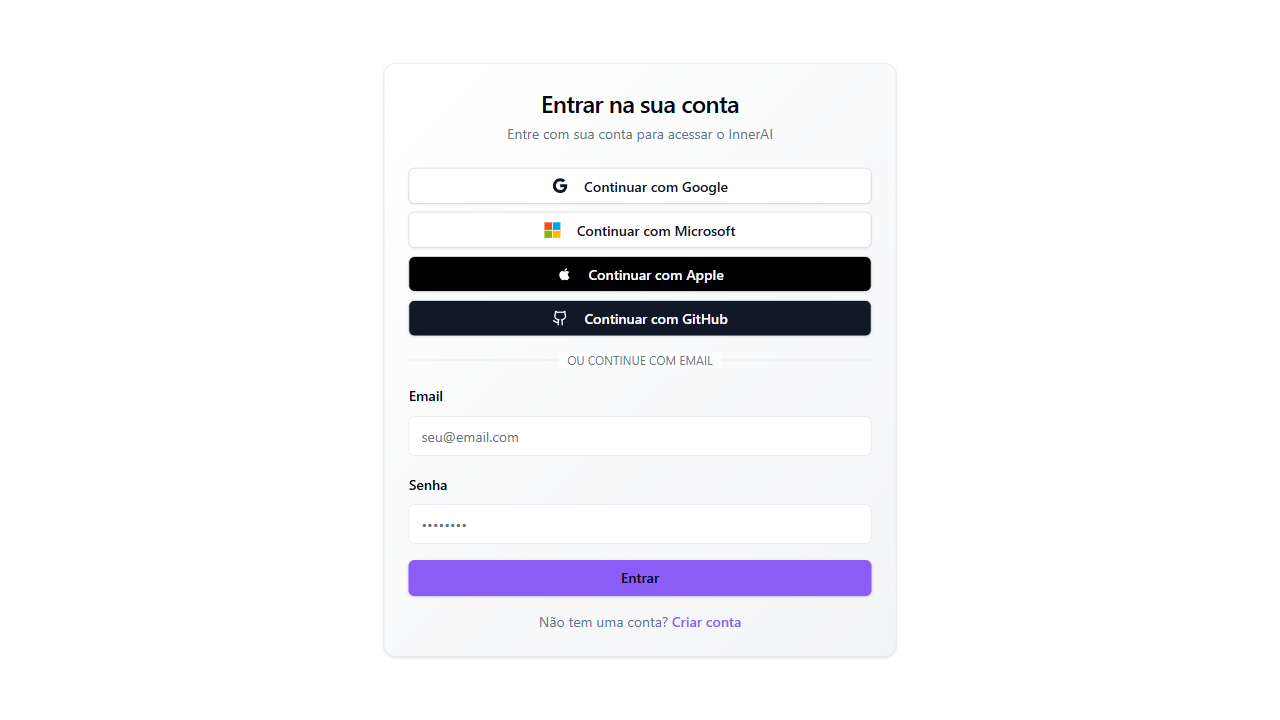 Entrar na sua conta
Entre com sua conta para acessar o InnerAI
Continuar com Google
Continuar com Microsoft
Continuar com Apple
Continuar com GitHub
OU CONTINUE COM EMAIL
Email
seu@email.com
Senha
••••••••
Entrar
Não tem uma conta? Criar conta